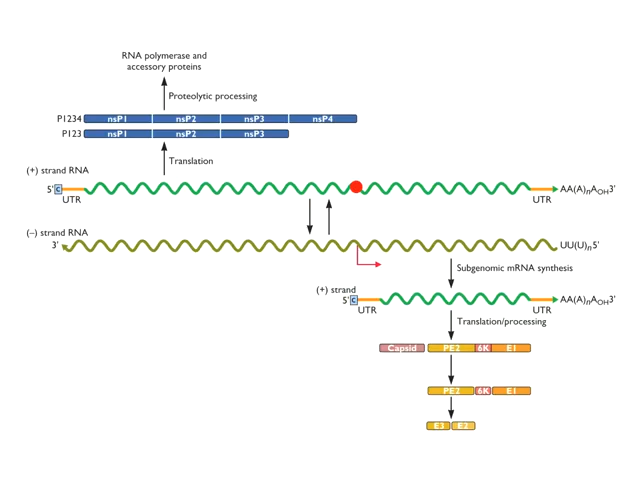 RNA polymerase and
accessory proteins
Proteolytic processing
P1234 nsP1 nsP2 nsP3 nsP4
P123 nsP1 nsP2 nsP3
Translation
(+) strand RNA
5' c AA(A)nAOH3'
UTR UTR
(–) strand RNA
3' UU(U)n5'
Subgenomic mRNA synthesis
(+) strand
5' c AA(A)nAOH3'
UTR UTR
Translation/processing
Capsid PE2 6K E1
PE2 6K E1
E3 E2